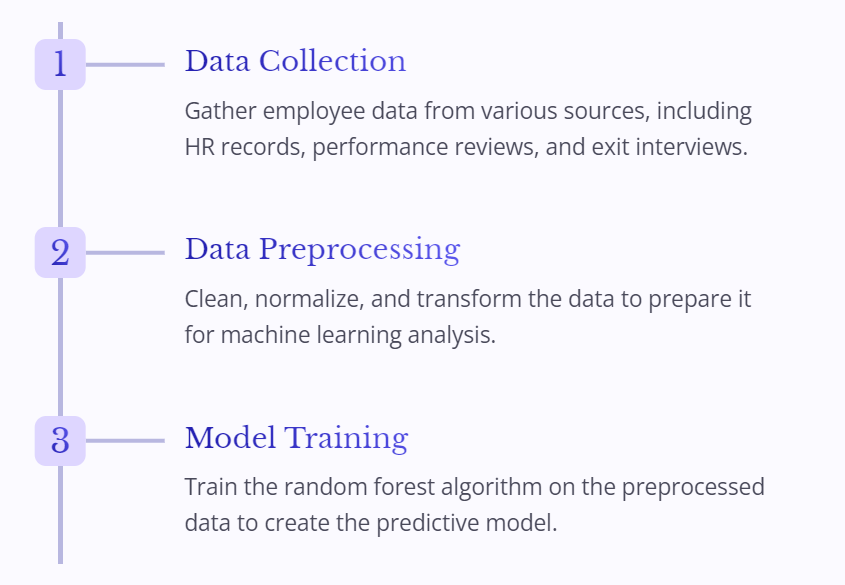 1
Data Collection
Gather employee data from various sources, including
HR records, performance reviews, and exit interviews.
2
Data Preprocessing
Clean, normalize, and transform the data to prepare it
for machine learning analysis.
3
Model Training
Train the random forest algorithm on the preprocessed
data to create the predictive model.